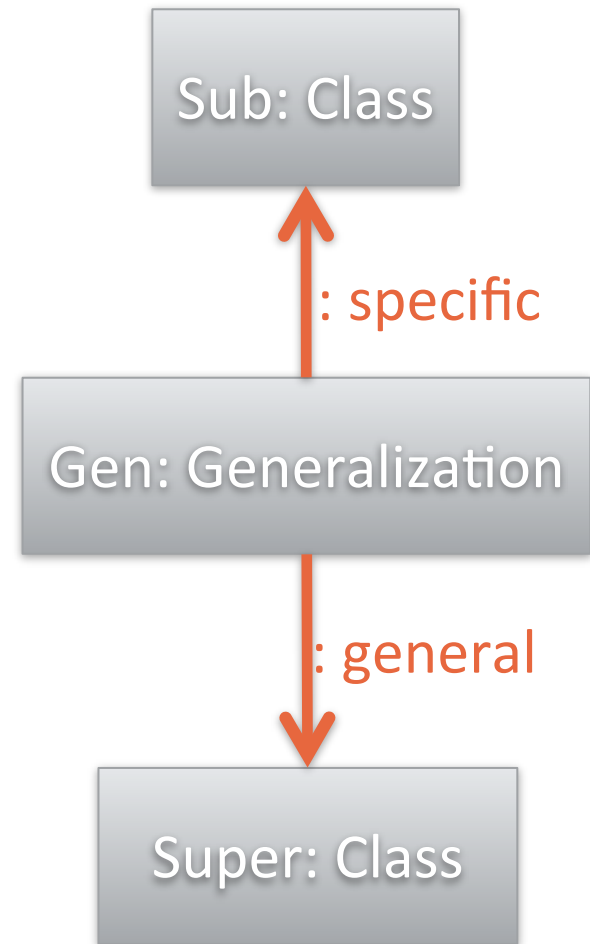 Sub: Class
: specific
Gen: Generalization
: general
Super: Class